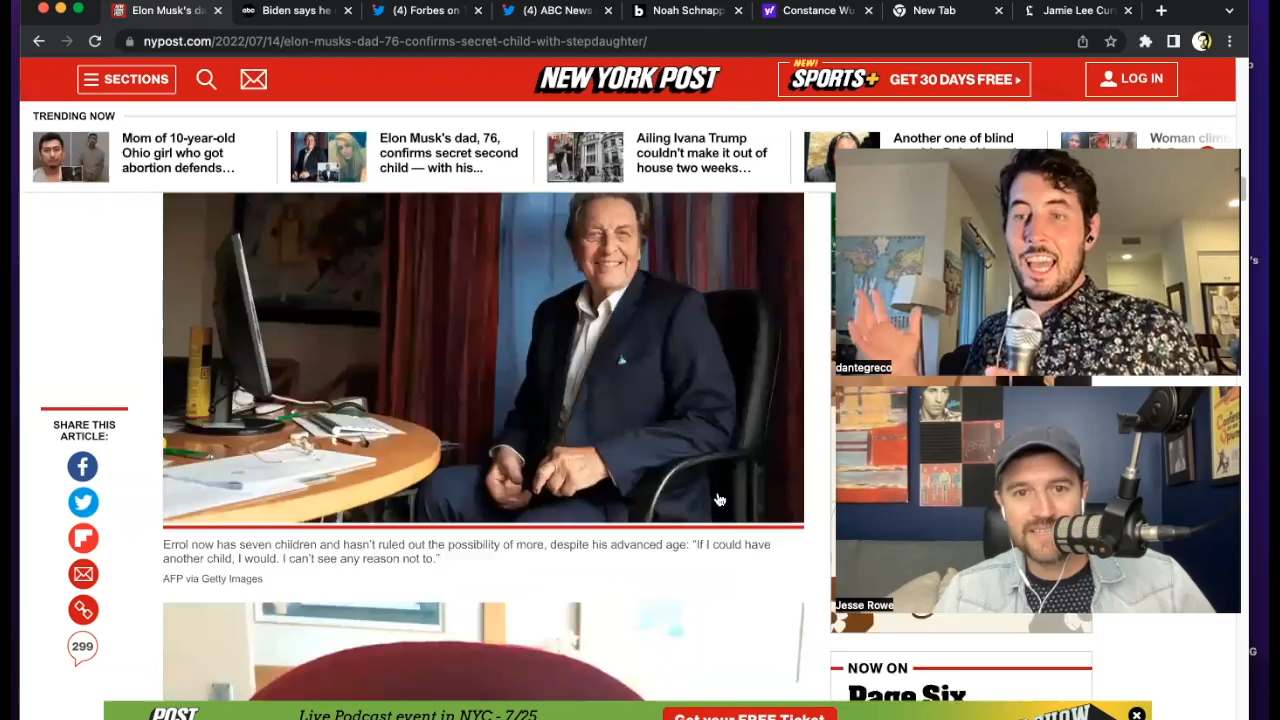 Elon Musk's da
Biden says he
(4) Forbes on T
(4) ABC News
Noah Schnapp
Constance Wu
New Tab
Jamie Lee Cur
nypost.com/2022/07/14/elon-musks-dad-76-confirms-secret-child-with-stepdaughter/
SECTIONS
NEW YORK POST
NEW!
SPORTS+ GET 30 DAYS FREE
LOG IN
TRENDING NOW
Mom of 10-year-old
Ohio girl who got
abortion defends…
Elon Musk's dad, 76,
confirms secret second
child — with his...
Ailing Ivana Trump
couldn't make it out of
house two weeks…
Another one of blind
Woman climb
dantegreco
Jesse Rowe
SHARE THIS
ARTICLE:
299
Errol now has seven children and hasn't ruled out the possibility of more, despite his advanced age: "If I could have
another child, I would. I can't see any reason not to."
AFP via Getty Images
NOW ON
Page Six
POST
Live Podcast event in NYC - 7/25
Get your FREE Ticket
SHOW